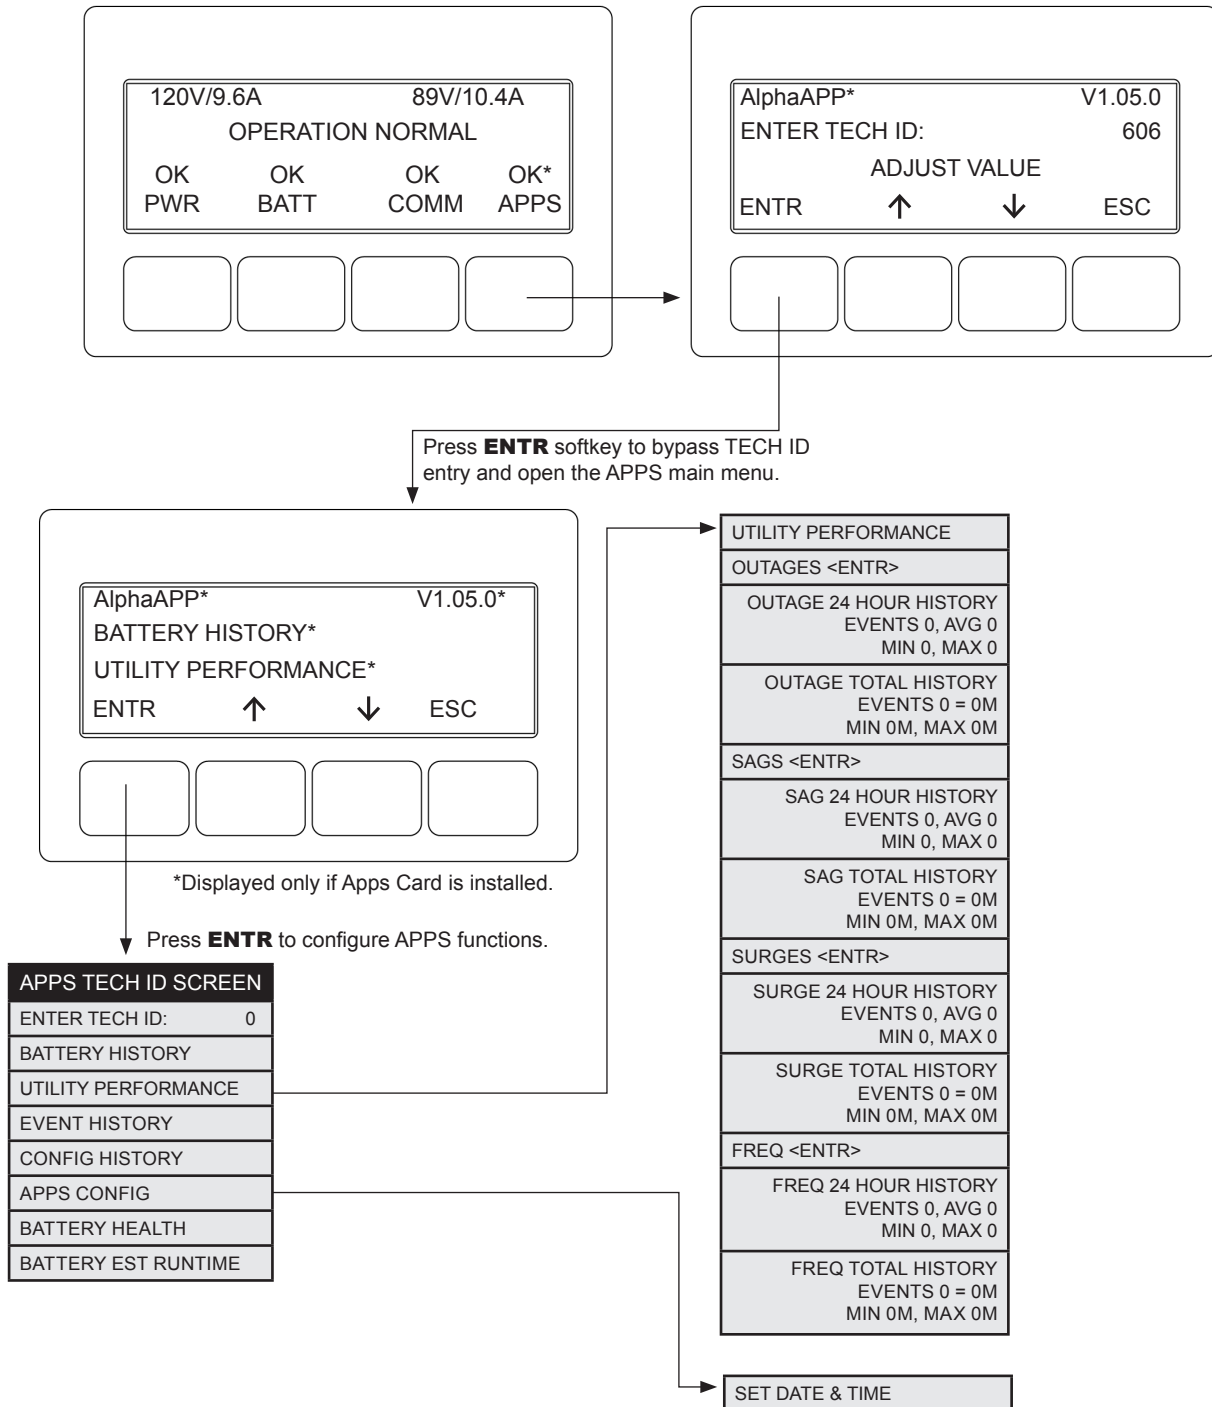 120V/9.6A 89V/10.4A
OPERATION NORMAL
OK OK OK OK*
PWR BATT COMM APPS
AlphaAPP* V1.05.0
ENTER TECH ID: 606
ADJUST VALUE
ENTR ↑ ↓ ESC
Press ENTR softkey to bypass TECH ID
entry and open the APPS main menu.
AlphaAPP* V1.05.0*
BATTERY HISTORY*
UTILITY PERFORMANCE*
ENTR ↑ ↓ ESC
*Displayed only if Apps Card is installed.
Press ENTR to configure APPS functions.
APPS TECH ID SCREEN
ENTER TECH ID: 0
BATTERY HISTORY
UTILITY PERFORMANCE
EVENT HISTORY
CONFIG HISTORY
APPS CONFIG
BATTERY HEALTH
BATTERY EST RUNTIME
UTILITY PERFORMANCE
OUTAGES <ENTR>
OUTAGE 24 HOUR HISTORY
EVENTS 0, AVG 0
MIN 0, MAX 0
OUTAGE TOTAL HISTORY
EVENTS 0 = 0M
MIN 0M, MAX 0M
SAGS <ENTR>
SAG 24 HOUR HISTORY
EVENTS 0, AVG 0
MIN 0, MAX 0
SAG TOTAL HISTORY
EVENTS 0 = 0M
MIN 0M, MAX 0M
SURGES <ENTR>
SURGE 24 HOUR HISTORY
EVENTS 0, AVG 0
MIN 0, MAX 0
SURGE TOTAL HISTORY
EVENTS 0 = 0M
MIN 0M, MAX 0M
FREQ <ENTR>
FREQ 24 HOUR HISTORY
EVENTS 0, AVG 0
MIN 0, MAX 0
FREQ TOTAL HISTORY
EVENTS 0 = 0M
MIN 0M, MAX 0M
SET DATE & TIME